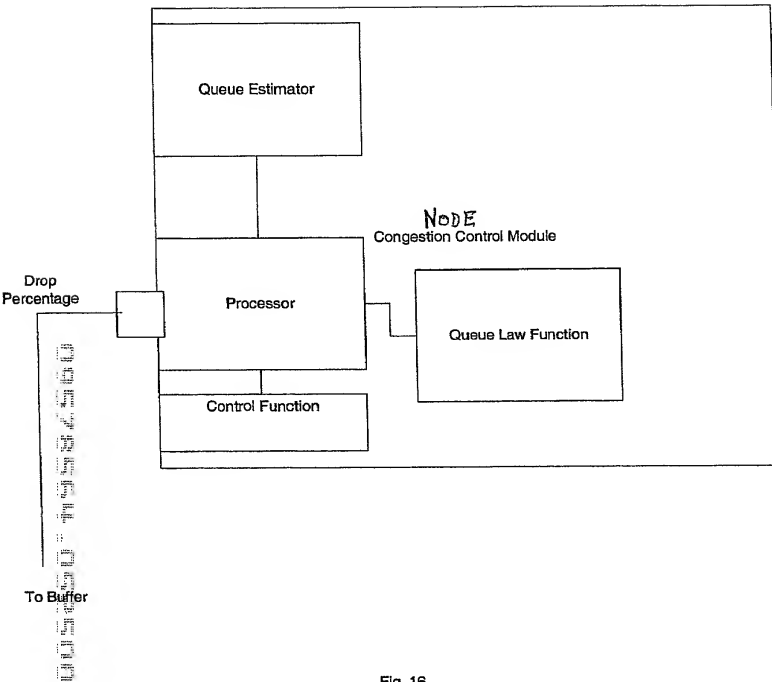 Queue Estimator
NODE
Congestion Control Module
Drop
Percentage
Processor
Queue Law Function
Control Function
To Buffer
Fig. 16